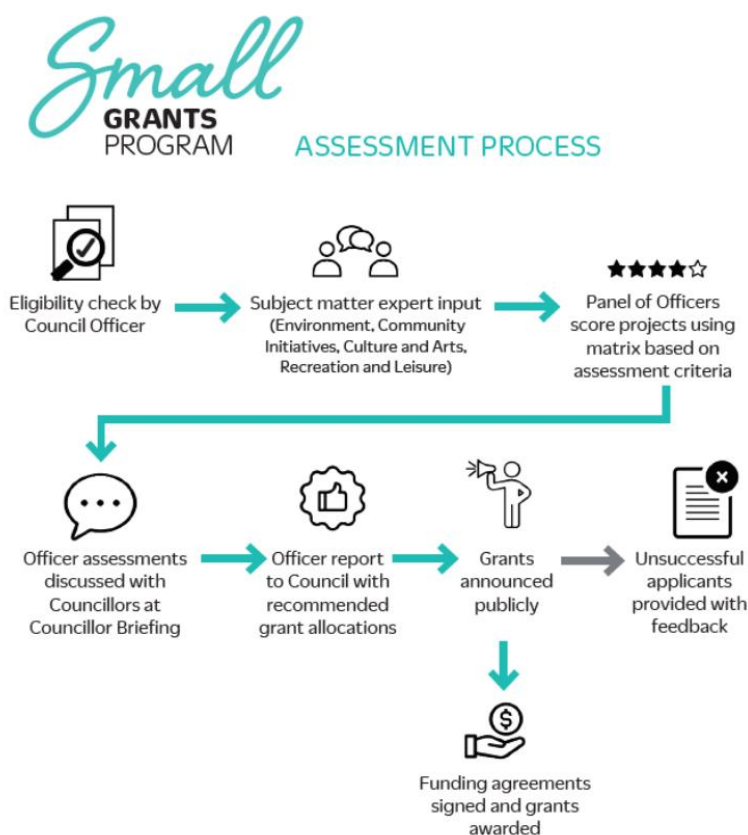 Small
GRANTS
PROGRAM
ASSESSMENT PROCESS
Eligibility check by
Council Officer
Subject matter expert input
(Environment, Community
Initiatives, Culture and Arts,
Recreation and Leisure)
Panel of Officers
score projects using
matrix based on
assessment criteria
Officer assessments
discussed with
Councillors at
Councillor Briefing
Officer report
to Council with
recommended
grant allocations
Grants
announced
publicly
Unsuccessful
applicants
provided with
feedback
$
Funding agreements
signed and grants
awarded